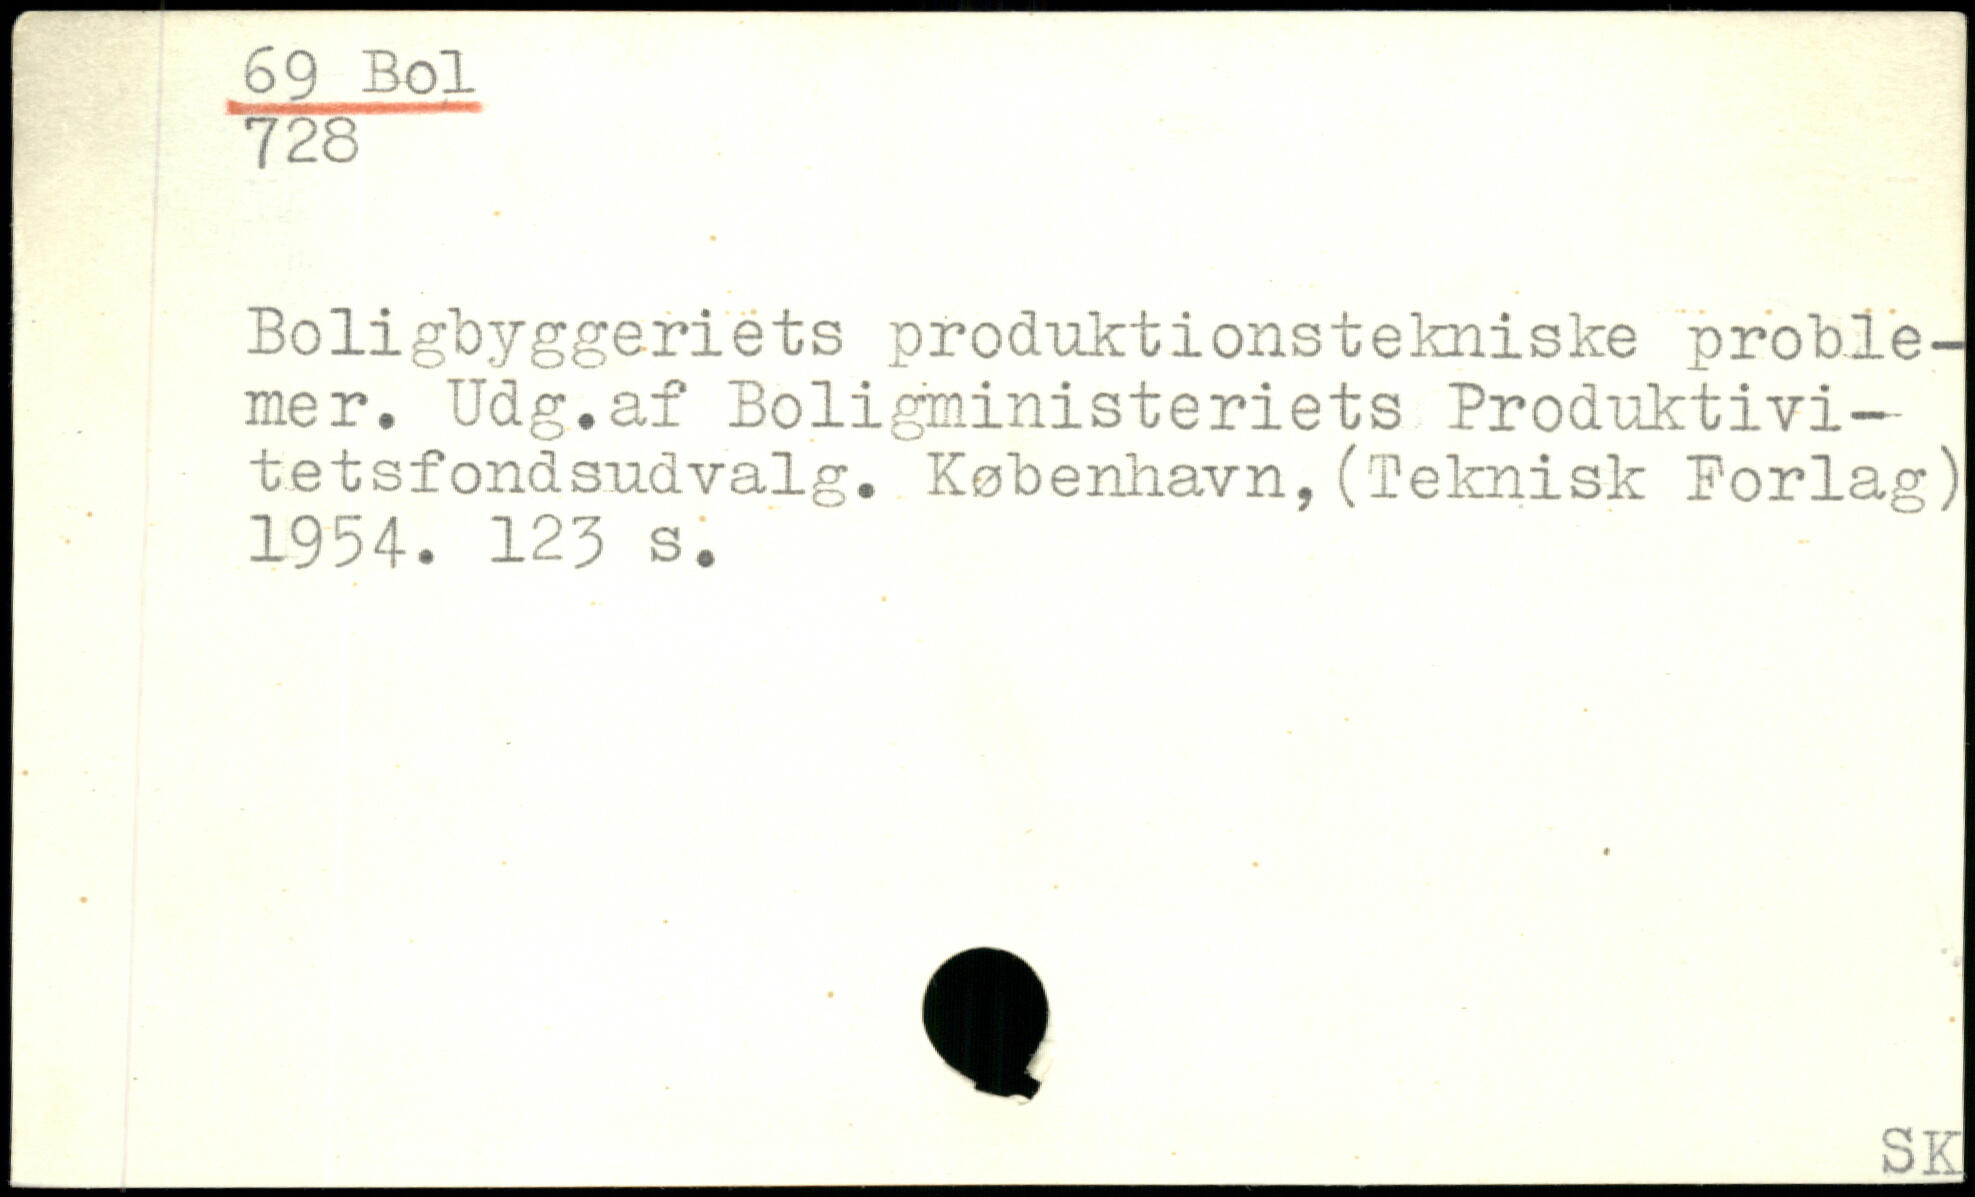 69 Bol
728
Boligbyggeriets produktionstekniske proble-
mer. Udg.af Boligministeriets Produktivi-
tetsfondsudvalg. København,(Teknisk Forlag)
1954. 123 s.
SK